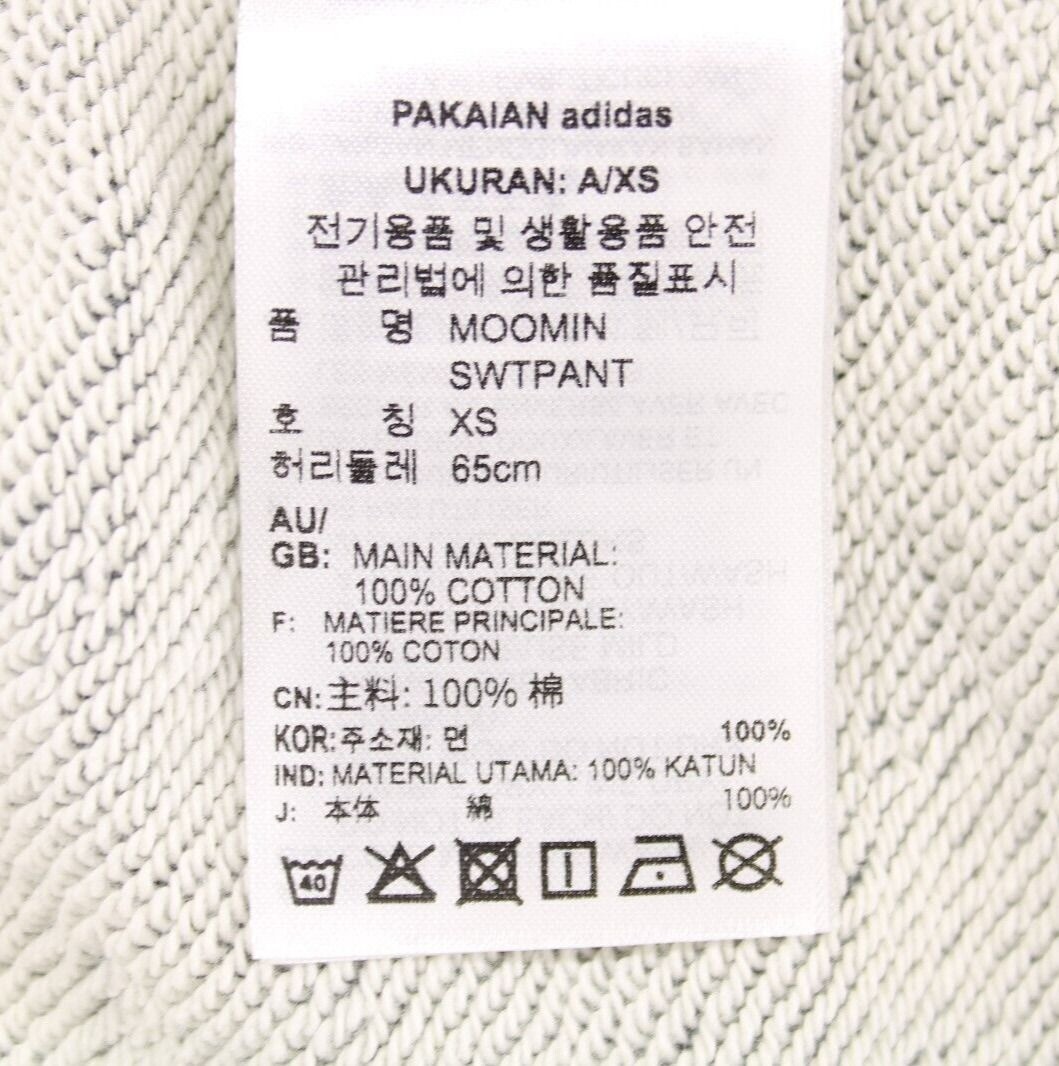 PAKAIAN adidas
UKURAN: A/XS
전기용품 및 생활용품 안전
관리법에 의한 품질표시
품 명 MOOMIN
SWTPANT
호 칭 XS
허리둘레 65cm
AU/
GB: MAIN MATERIAL:
100% COTTON
F: MATIERE PRINCIPALE:
100% COTON
CN: 主料: 100% 棉
KOR: 주소재: 면 100%
IND: MATERIAL UTAMA: 100% KATUN
J: 本体 綿 100%
40